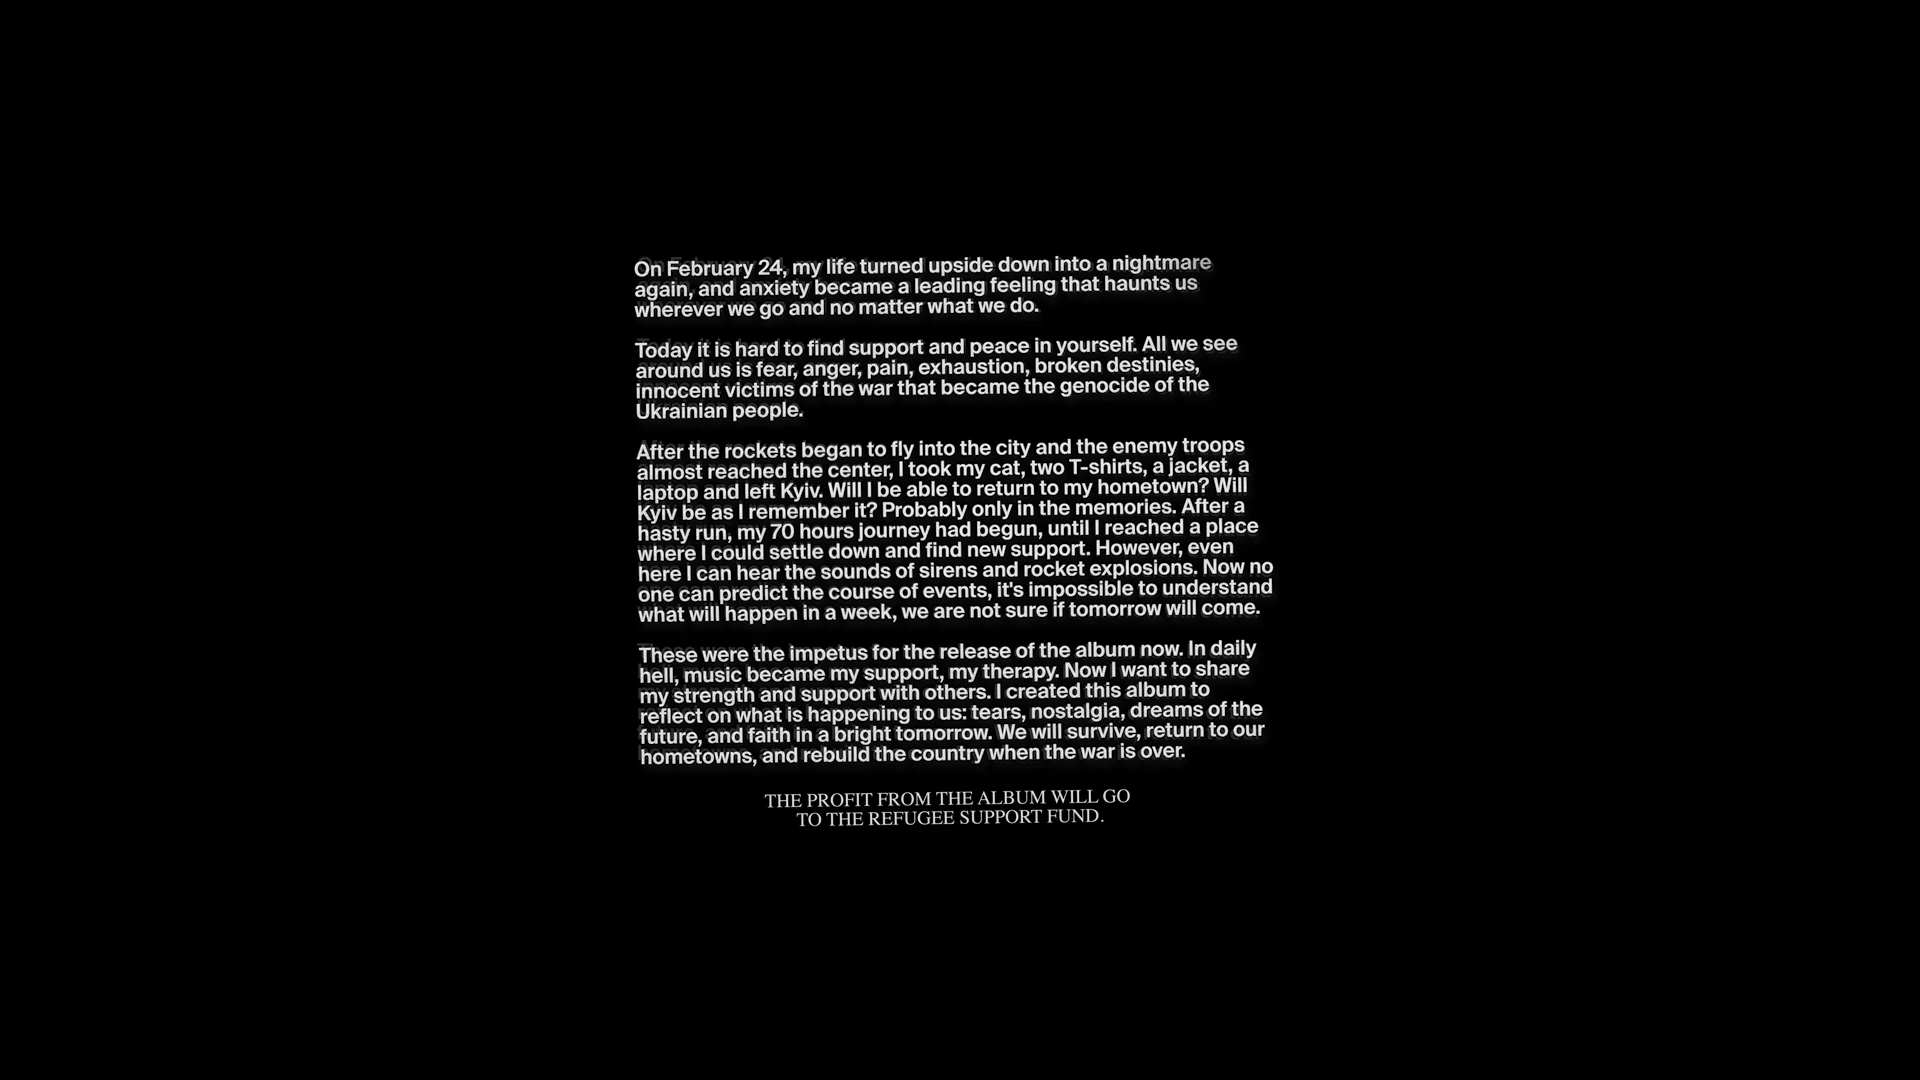 On February 24, my life turned upside down into a nightmare
again, and anxiety became a leading feeling that haunts us
wherever we go and no matter what we do.
Today it is hard to find support and peace in yourself. All we see
around us is fear, anger, pain, exhaustion, broken destinies,
innocent victims of the war that became the genocide of the
Ukrainian people.
After the rockets began to fly into the city and the enemy troops
almost reached the center, I took my cat, two T-shirts, a jacket, a
laptop and left Kyiv. Will I be able to return to my hometown? Will
Kyiv be as I remember it? Probably only in the memories. After a
hasty run, my 70 hours journey had begun, until I reached a place
where I could settle down and find new support. However, even
here I can hear the sounds of sirens and rocket explosions. Now no
one can predict the course of events, it's impossible to understand
what will happen in a week, we are not sure if tomorrow will come.
These were the impetus for the release of the album now. In daily
hell, music became my support, my therapy. Now I want to share
my strength and support with others. I created this album to
reflect on what is happening to us: tears, nostalgia, dreams of the
future, and faith in a bright tomorrow. We will survive, return to our
hometowns, and rebuild the country when the war is over.
THE PROFIT FROM THE ALBUM WILL GO
TO THE REFUGEE SUPPORT FUND.